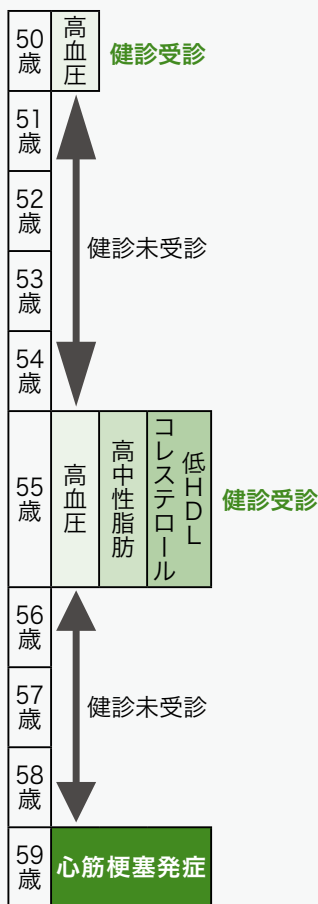 50歳
高血圧
健診受診
51歳
52歳
健診未受診
53歳
54歳
55歳
高血圧
高中性脂肪
低HDL
コレステロール
健診受診
56歳
57歳
健診未受診
58歳
59歳
心筋梗塞発症